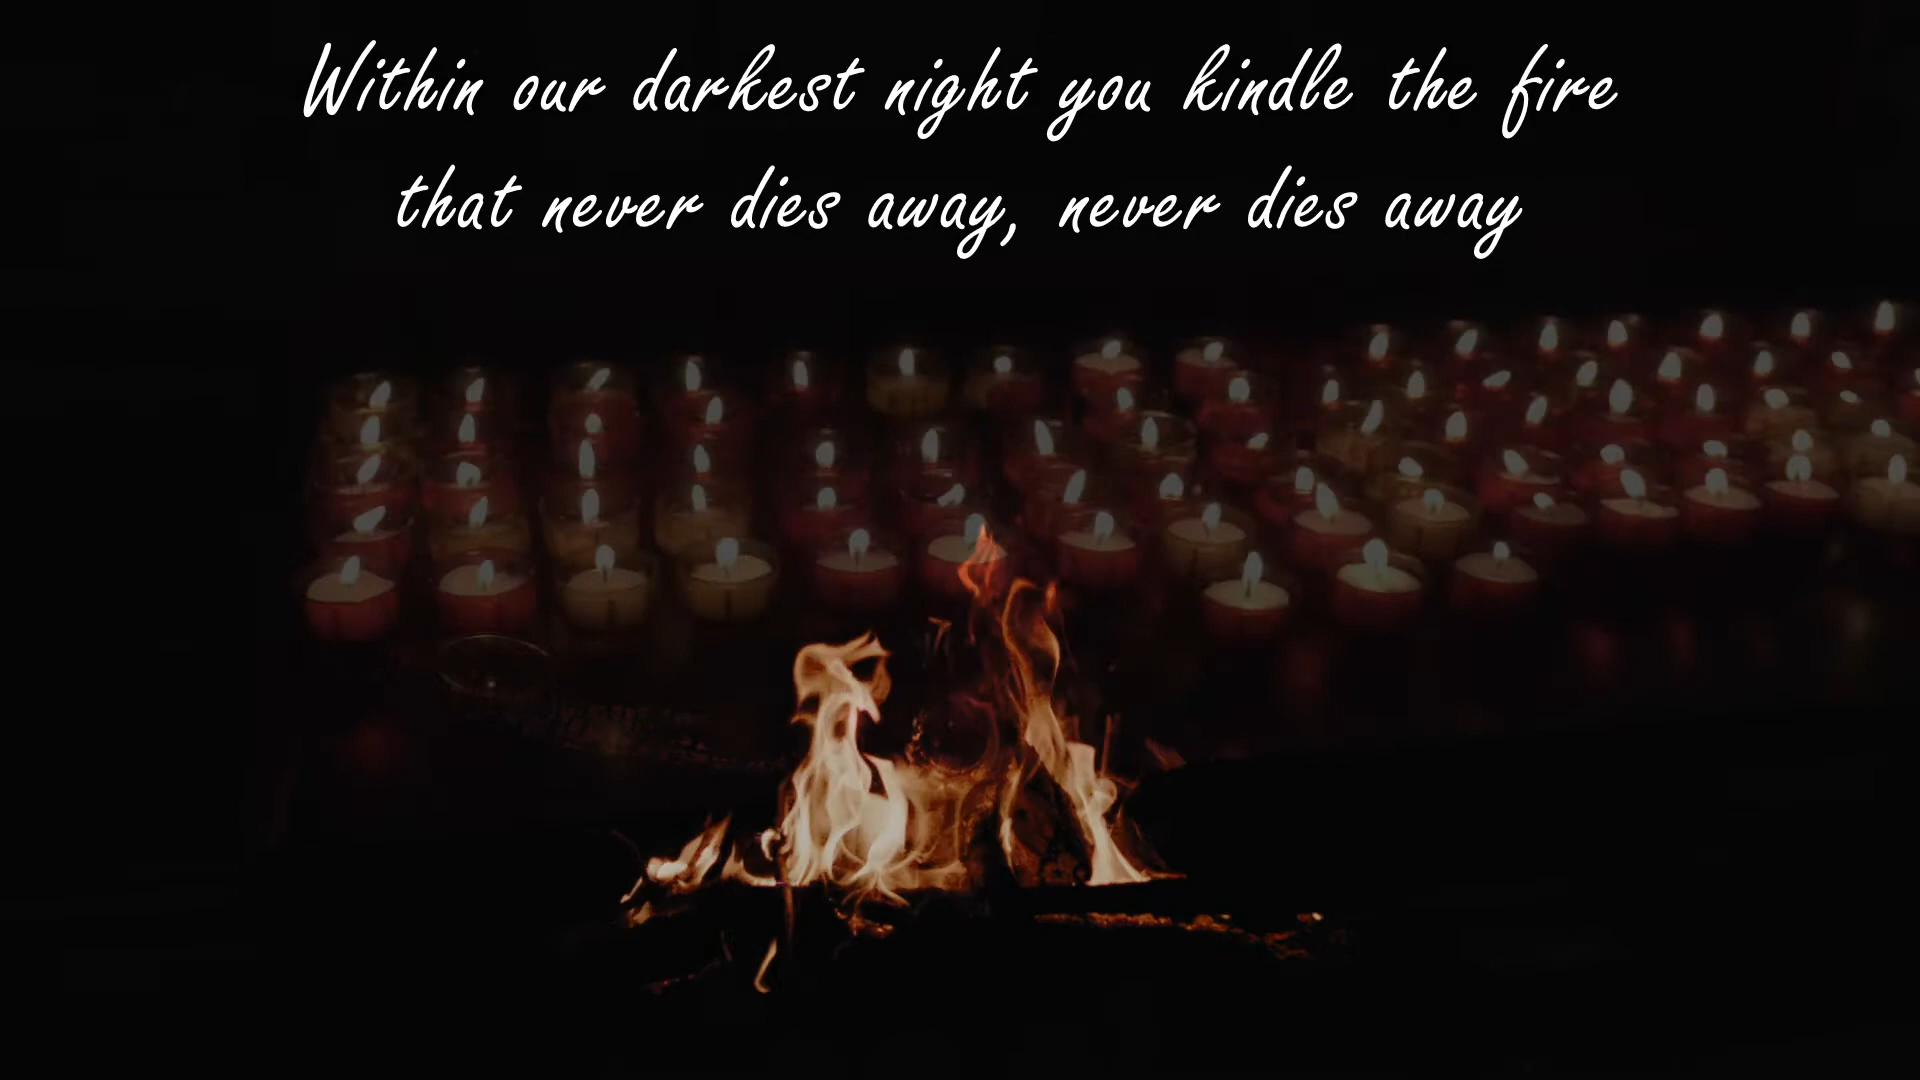 Within our darkest night you kindle the fire
that never dies away, never dies away